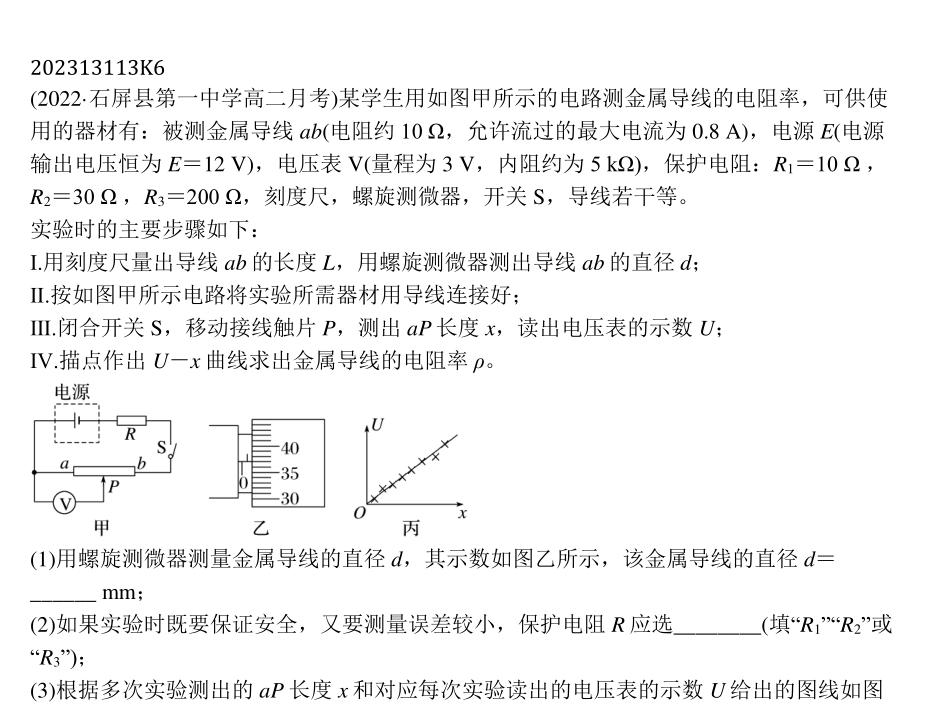 202313113K6
(2022·石屏县第一中学高二月考)某学生用如图甲所示的电路测金属导线的电阻率，可供使
用的器材有：被测金属导线 ab(电阻约 10 Ω，允许流过的最大电流为 0.8 A)，电源 E(电源
输出电压恒为 E＝12 V)，电压表 V(量程为 3 V，内阻约为 5 kΩ)，保护电阻：R1＝10 Ω ，
R2＝30 Ω ，R3＝200 Ω，刻度尺，螺旋测微器，开关 S，导线若干等。
实验时的主要步骤如下：
Ⅰ.用刻度尺量出导线 ab 的长度 L，用螺旋测微器测出导线 ab 的直径 d；
Ⅱ.按如图甲所示电路将实验所需器材用导线连接好；
Ⅲ.闭合开关 S，移动接线触片 P，测出 aP 长度 x，读出电压表的示数 U；
Ⅳ.描点作出 U－x 曲线求出金属导线的电阻率 ρ。
电源
R
S
a
b
P
V
甲
0
40
35
30
乙
U
O
x
丙
(1)用螺旋测微器测量金属导线的直径 d，其示数如图乙所示，该金属导线的直径 d＝
______ mm；
(2)如果实验时既要保证安全，又要测量误差较小，保护电阻 R 应选________(填“R1”“R2”或
“R3”)；
(3)根据多次实验测出的 aP 长度 x 和对应每次实验读出的电压表的示数 U 给出的图线如图